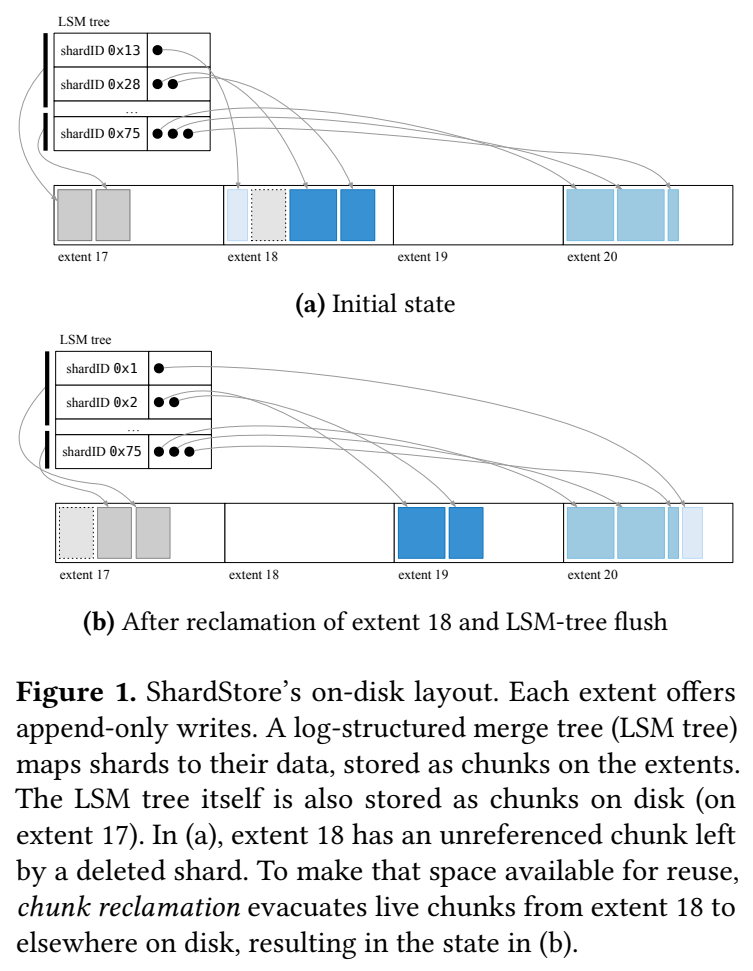 LSM tree
shardID 0x13
shardID 0x28
...
shardID 0x75
extent 17
extent 18
extent 19
extent 20
(a) Initial state
LSM tree
shardID 0x1
shardID 0x2
...
shardID 0x75
extent 17
extent 18
extent 19
extent 20
(b) After reclamation of extent 18 and LSM-tree flush
Figure 1. ShardStore’s on-disk layout. Each extent offers
append-only writes. A log-structured merge tree (LSM tree)
maps shards to their data, stored as chunks on the extents.
The LSM tree itself is also stored as chunks on disk (on
extent 17). In (a), extent 18 has an unreferenced chunk left
by a deleted shard. To make that space available for reuse,
chunk reclamation evacuates live chunks from extent 18 to
elsewhere on disk, resulting in the state in (b).